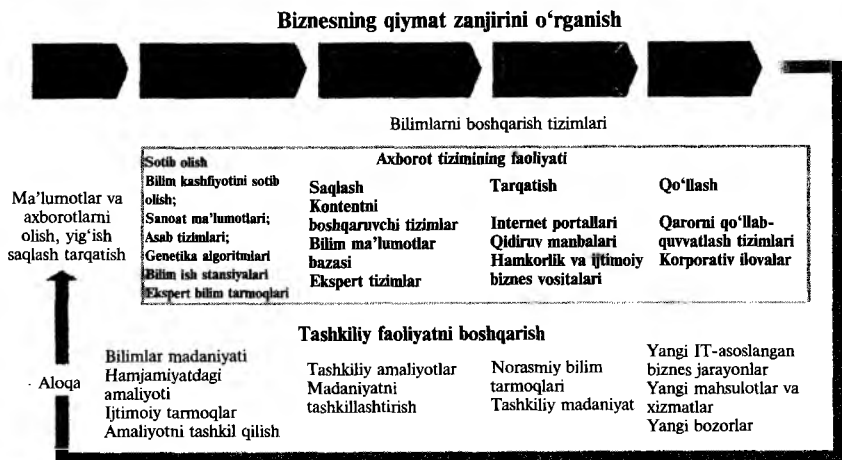 Biznesning qiymat zanjirini o‘rganish
Bilimlarni boshqarish tizimlari
Axborot tizimining faoliyati
Ma’lumotlar va
axborotlarni
olish, yig‘ish
saqlash tarqatish
Sotib olish
Bilim kashfiyotini sotib
olish;
Sanoat ma’lumotlari;
Asab tizimlari;
Genetika algoritmlari
Bilim ish stansiyalari
Ekspert bilim tarmoqlari
Saqlash
Kontentni
boshqaruvchi tizimlar
Bilim ma’lumotlar
bazasi
Ekspert tizimlar
Tarqatish
Internet portallari
Qidiruv manbalari
Hamkorlik va ijtimoiy
biznes vositalari
Qo‘llash
Qarorni qo‘llab-
quvvatlash tizimlari
Korporativ ilovalar
Tashkiliy faoliyatni boshqarish
Aloqa
Bilimlar madaniyati
Hamjamiyatdagi
amaliyoti
Ijtimoiy tarmoqlar
Amaliyotni tashkil qilish
Tashkiliy amaliyotlar
Madaniyatni
tashkillashtirish
Norasmiy bilim
tarmoqlari
Tashkiliy madaniyat
Yangi IT-asoslangan
biznes jarayonlar
Yangi mahsulotlar va
xizmatlar
Yangi bozorlar